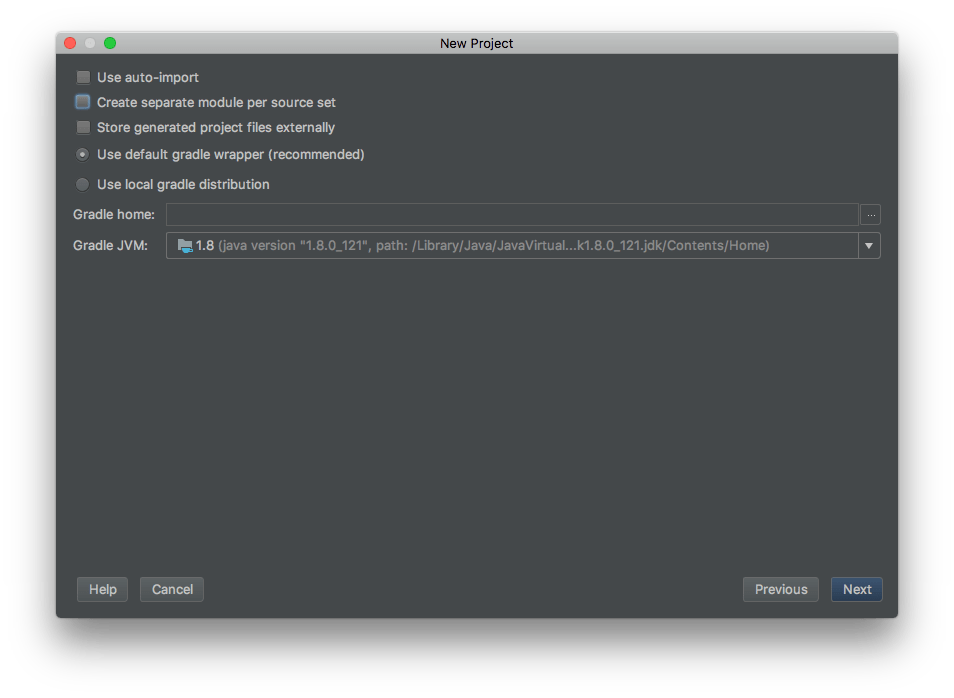 New Project
Use auto-import
Create separate module per source set
Store generated project files externally
Use default gradle wrapper (recommended)
Use local gradle distribution
Gradle home:
...
Gradle JVM: 1.8 (java version "1.8.0_121", path: /Library/Java/JavaVirtual...k1.8.0_121.jdk/Contents/Home)
Help Cancel Previous Next